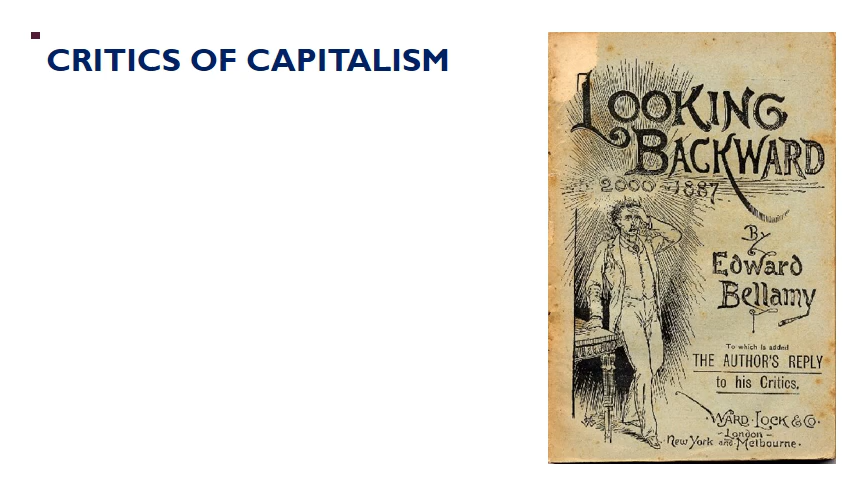 CRITICS OF CAPITALISM
LOOKING
BACKWARD
2000-1887
By
Edward
Bellamy
To which is added
THE AUTHOR'S REPLY
to his Critics.
WARD·LOCK & Co.
-London-
New York and Melbourne.